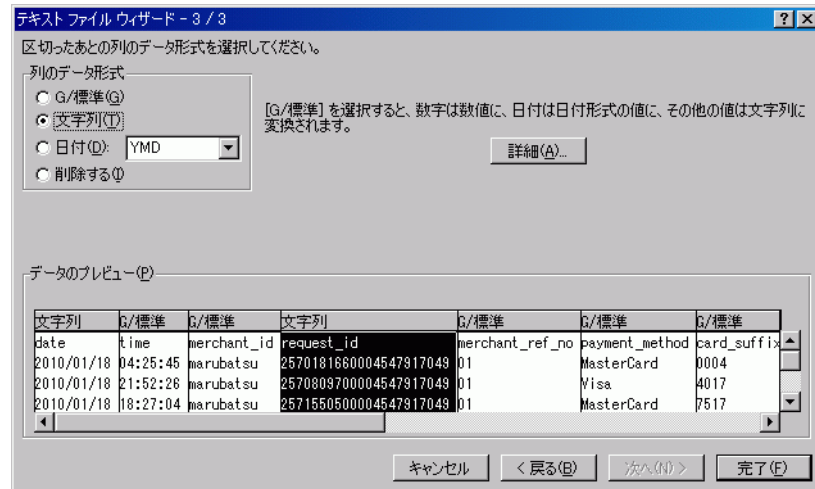 テキスト ファイル ウィザード - 3 / 3
区切ったあとの列のデータ形式を選択してください。
列のデータ形式
G/標準(G)
文字列(T)
日付(D): YMD
削除する(I)
[G/標準] を選択すると、数字は数値に、日付は日付形式の値に、その他の値は文字列に
変換されます。
詳細(A)...
データのプレビュー(P)
文字列 G/標準 G/標準 文字列 G/標準 G/標準 G/標準
date time merchant_id request_id merchant_ref_no payment_method card_suffix
2010/01/18 04:25:45 marubatsu 2570181660004547917049 01 MasterCard 0004
2010/01/18 21:52:26 marubatsu 2570809700004547917049 01 Visa 4017
2010/01/18 18:27:04 marubatsu 2571550500004547917049 01 MasterCard 7517
キャンセル < 戻る(B) 次へ(N) > 完了(F)